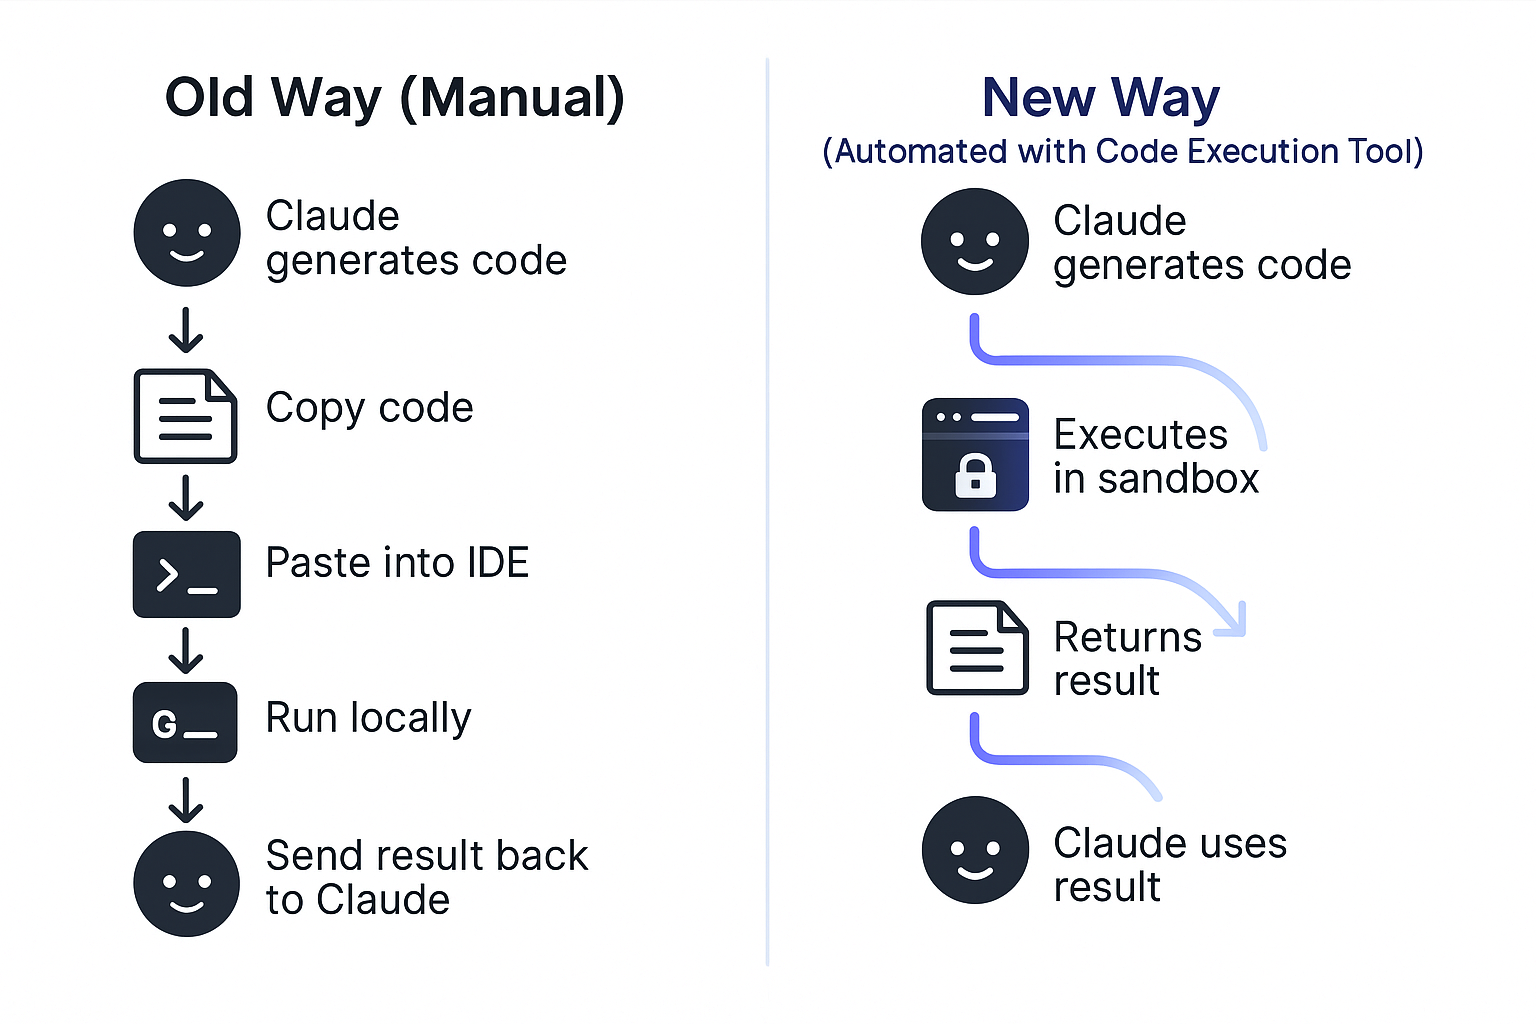 Old Way (Manual)
Claude
generates code
Copy code
Paste into IDE
G
Run locally
Send result back
to Claude
New Way
(Automated with Code Execution Tool)
Claude
generates code
Executes
in sandbox
Returns
result
Claude uses
result